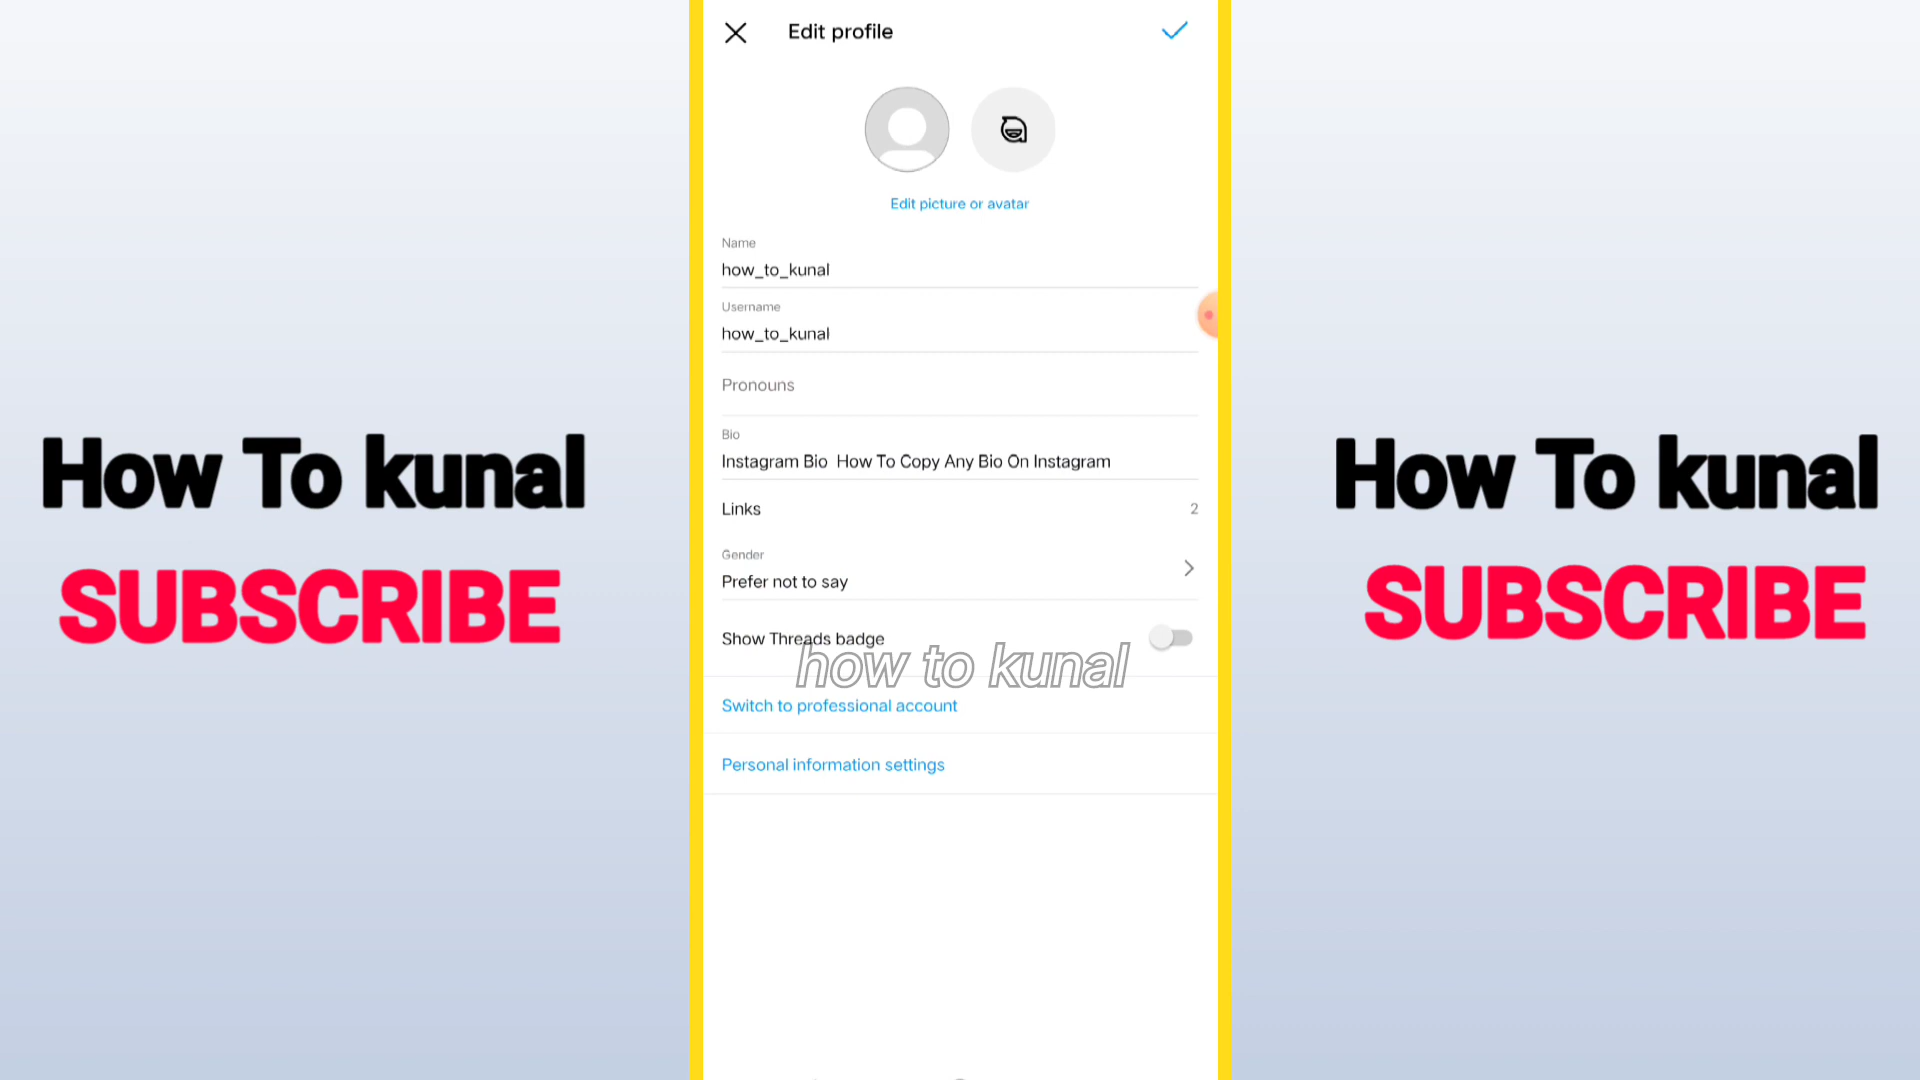 Edit profile
Edit picture or avatar
Name
how_to_kunal
Username
how_to_kunal
Pronouns
Bio
Instagram Bio  How To Copy Any Bio On Instagram
Links 2
Gender
Prefer not to say
Show Threads badge
how to kunal
Switch to professional account
Personal information settings
How To kunal
SUBSCRIBE
How To kunal
SUBSCRIBE